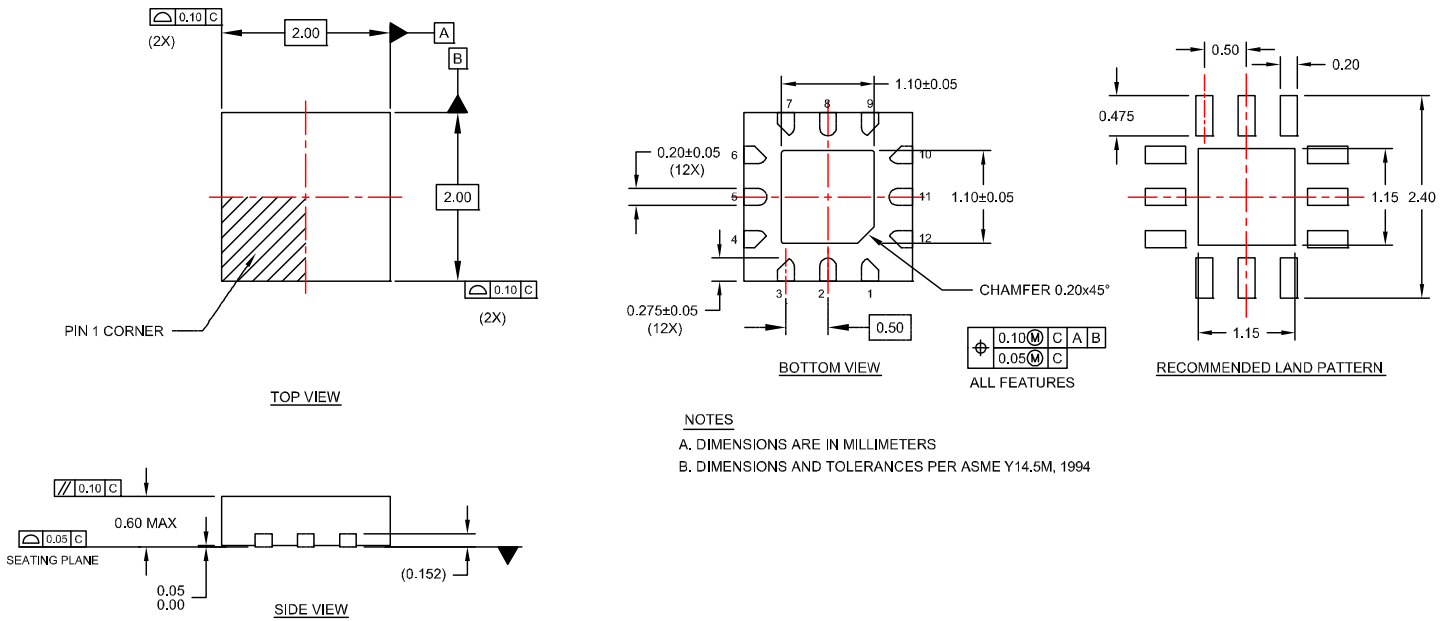 0.10 C
(2X)
2.00
A
B
2.00
0.10 C
(2X)
PIN 1 CORNER
TOP VIEW
1.10±0.05
7 8 9
0.20±0.05
(12X)
6
5
4
10
11
12
1.10±0.05
3 2 1
0.275±0.05
(12X)
0.50
CHAMFER 0.20x45°
BOTTOM VIEW
0.10Ⓜ C A B
0.05Ⓜ C
ALL FEATURES
0.50
0.20
0.475
1.15
2.40
1.15
RECOMMENDED LAND PATTERN
NOTES
A. DIMENSIONS ARE IN MILLIMETERS
B. DIMENSIONS AND TOLERANCES PER ASME Y14.5M, 1994
// 0.10 C
0.60 MAX
0.05 C
SEATING PLANE
0.05
0.00
(0.152)
SIDE VIEW